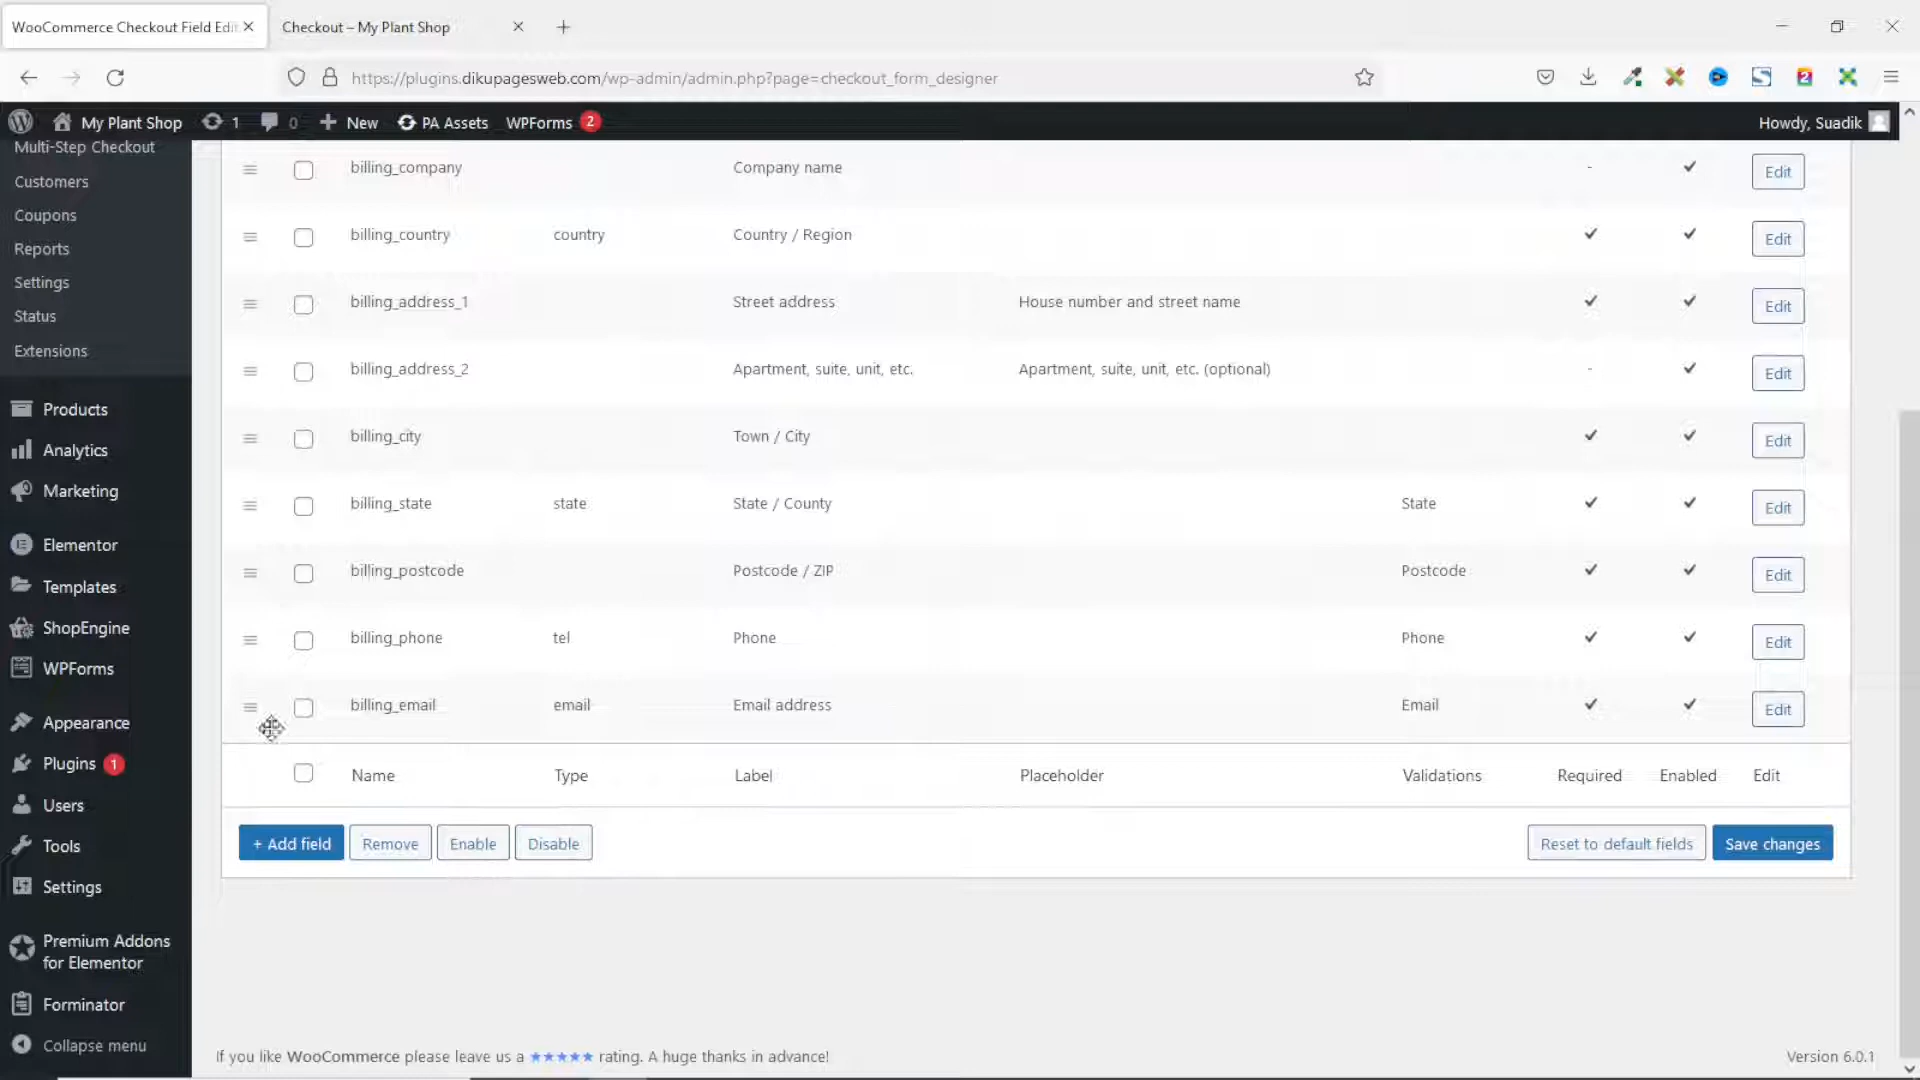 WooCommerce Checkout Field Edi
Checkout – My Plant Shop
https://plugins.dikupagesweb.com/wp-admin/admin.php?page=checkout_form_designer
2
My Plant Shop 1 0 New PA Assets WPForms 2 Howdy, Suadik
Multi-Step Checkout
Customers
Coupons
Reports
Settings
Status
Extensions
Products
Analytics
Marketing
Elementor
Templates
ShopEngine
WPForms
Appearance
Plugins 1
Users
Tools
Settings
Premium Addons
for Elementor
Forminator
Collapse menu
billing_company Company name - ✓ Edit
billing_country country Country / Region ✓ ✓ Edit
billing_address_1 Street address House number and street name ✓ ✓ Edit
billing_address_2 Apartment, suite, unit, etc. Apartment, suite, unit, etc. (optional) - ✓ Edit
billing_city Town / City ✓ ✓ Edit
billing_state state State / County State ✓ ✓ Edit
billing_postcode Postcode / ZIP Postcode ✓ ✓ Edit
billing_phone tel Phone Phone ✓ ✓ Edit
billing_email email Email address Email ✓ ✓ Edit
Name Type Label Placeholder Validations Required Enabled Edit
+ Add field Remove Enable Disable Reset to default fields Save changes
If you like WooCommerce please leave us a ★★★★★ rating. A huge thanks in advance! Version 6.0.1